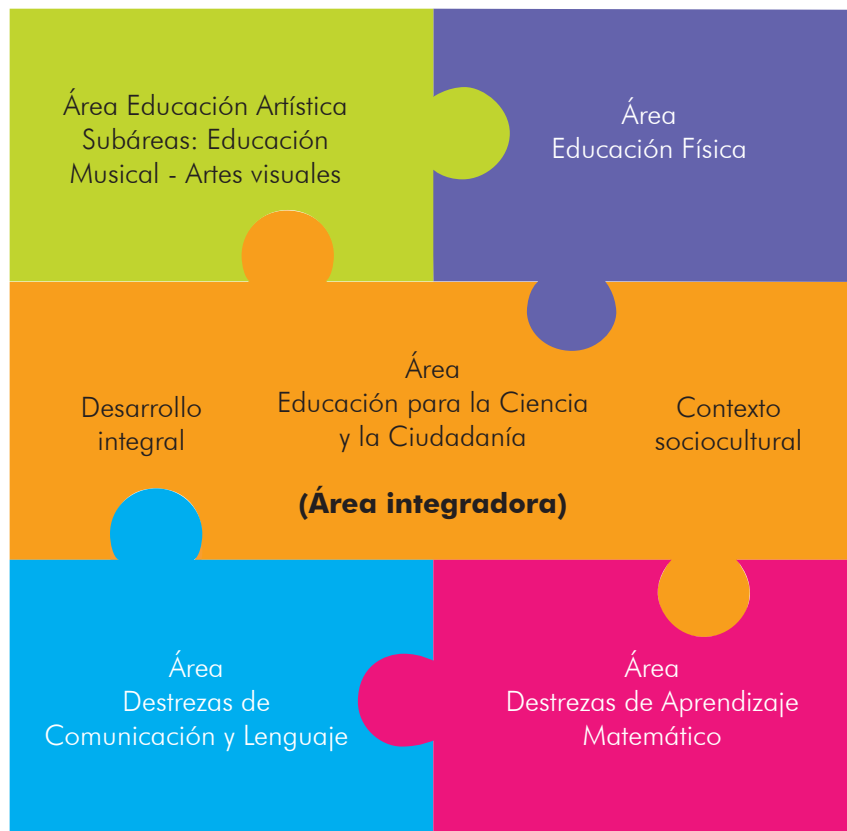 Área Educación Artística
Subáreas: Educación
Musical - Artes visuales
Área
Educación Física
Desarrollo
integral
Área
Educación para la Ciencia
y la Ciudadanía
(Área integradora)
Contexto
sociocultural
Área
Destrezas de
Comunicación y Lenguaje
Área
Destrezas de Aprendizaje
Matemático